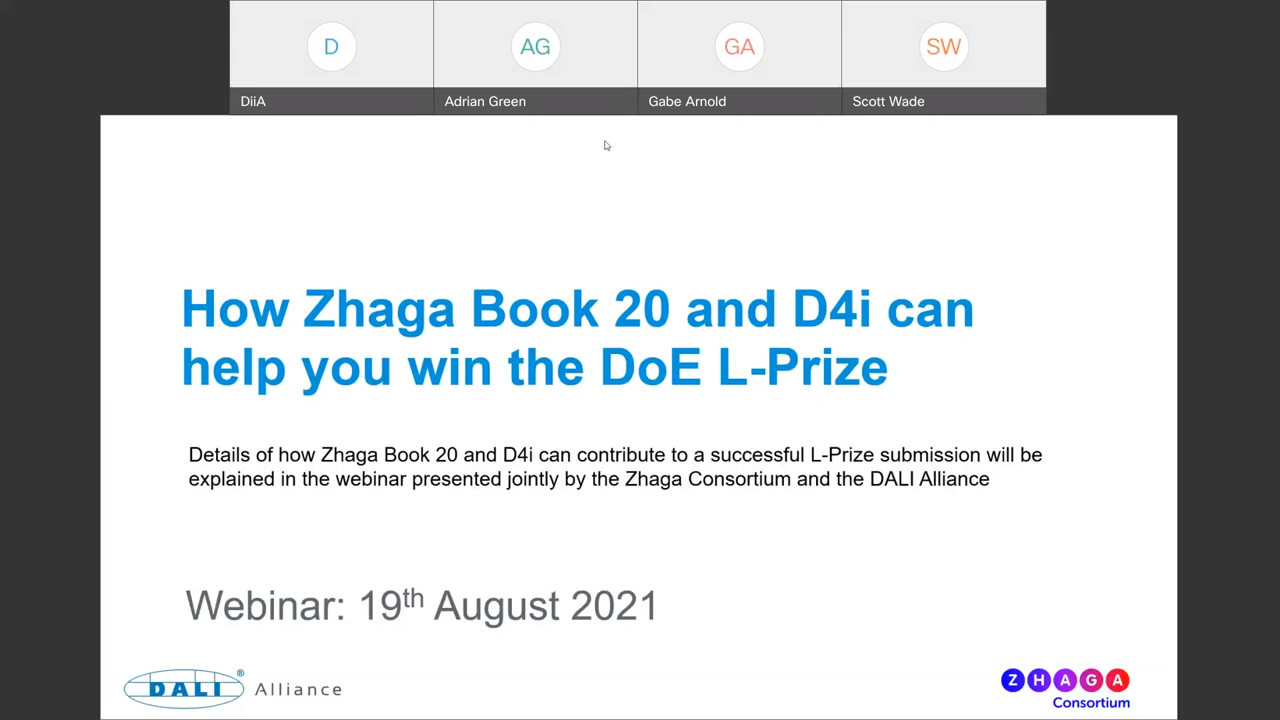 D AG GA SW
DiiA Adrian Green Gabe Arnold Scott Wade
How Zhaga Book 20 and D4i can
help you win the DoE L-Prize
Details of how Zhaga Book 20 and D4i can contribute to a successful L-Prize submission will be
explained in the webinar presented jointly by the Zhaga Consortium and the DALI Alliance
Webinar: 19th August 2021
DALI® Alliance
ZHAGA
Consortium